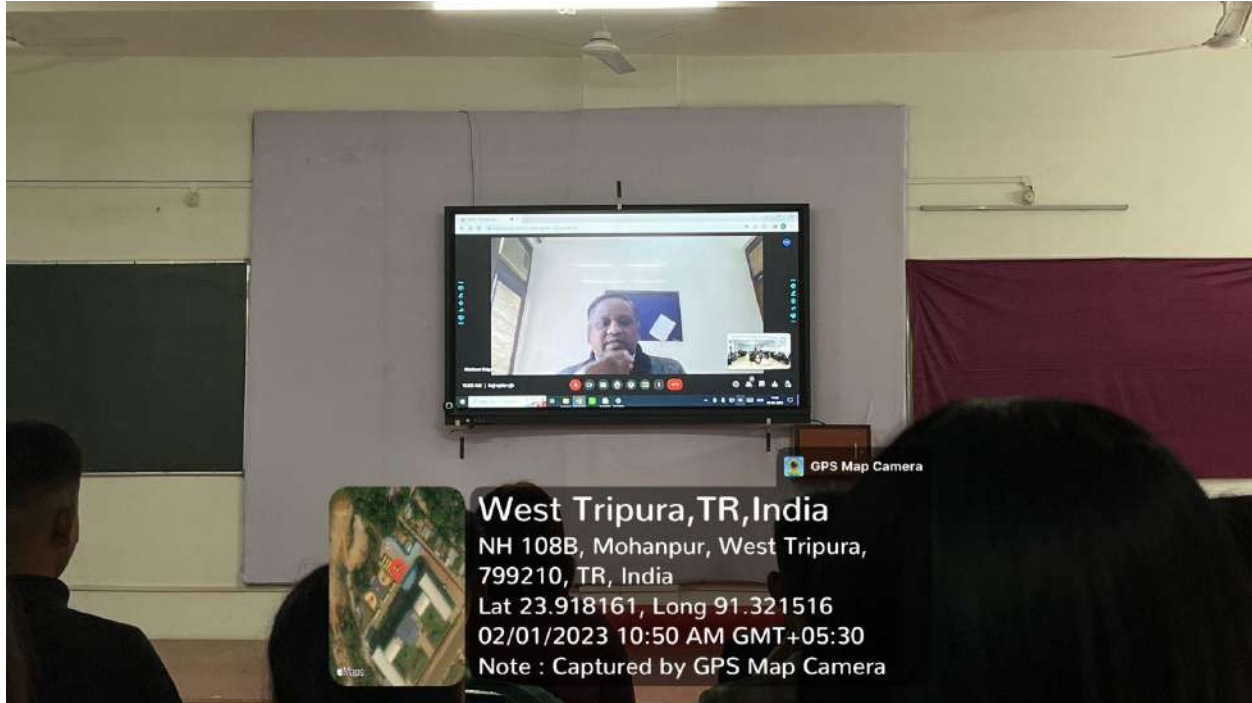 GPS Map Camera
West Tripura,TR,India
NH 108B, Mohanpur, West Tripura,
799210, TR, India
Lat 23.918161, Long 91.321516
02/01/2023 10:50 AM GMT+05:30
Note : Captured by GPS Map Camera
Maps